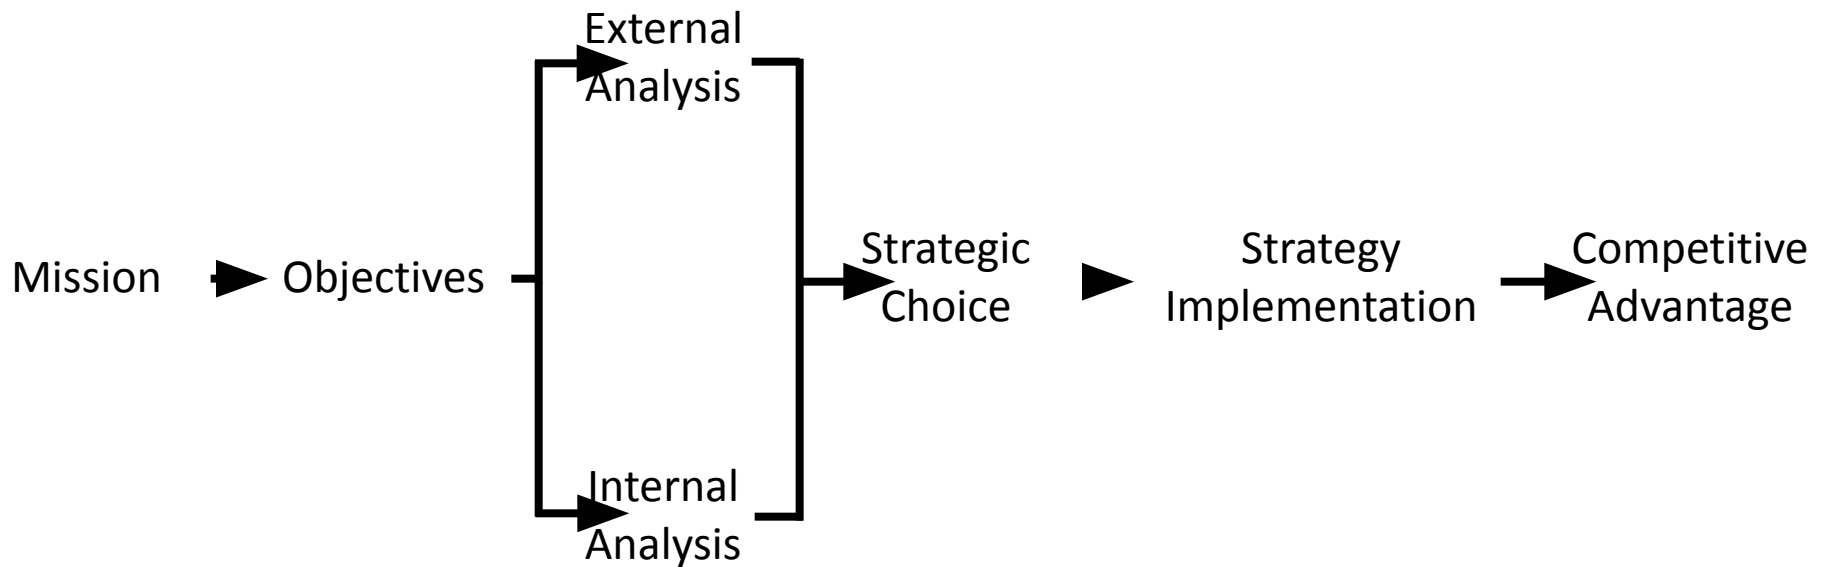 Mission
Objectives
External
Analysis
Internal
Analysis
Strategic
Choice
Strategy
Implementation
Competitive
Advantage